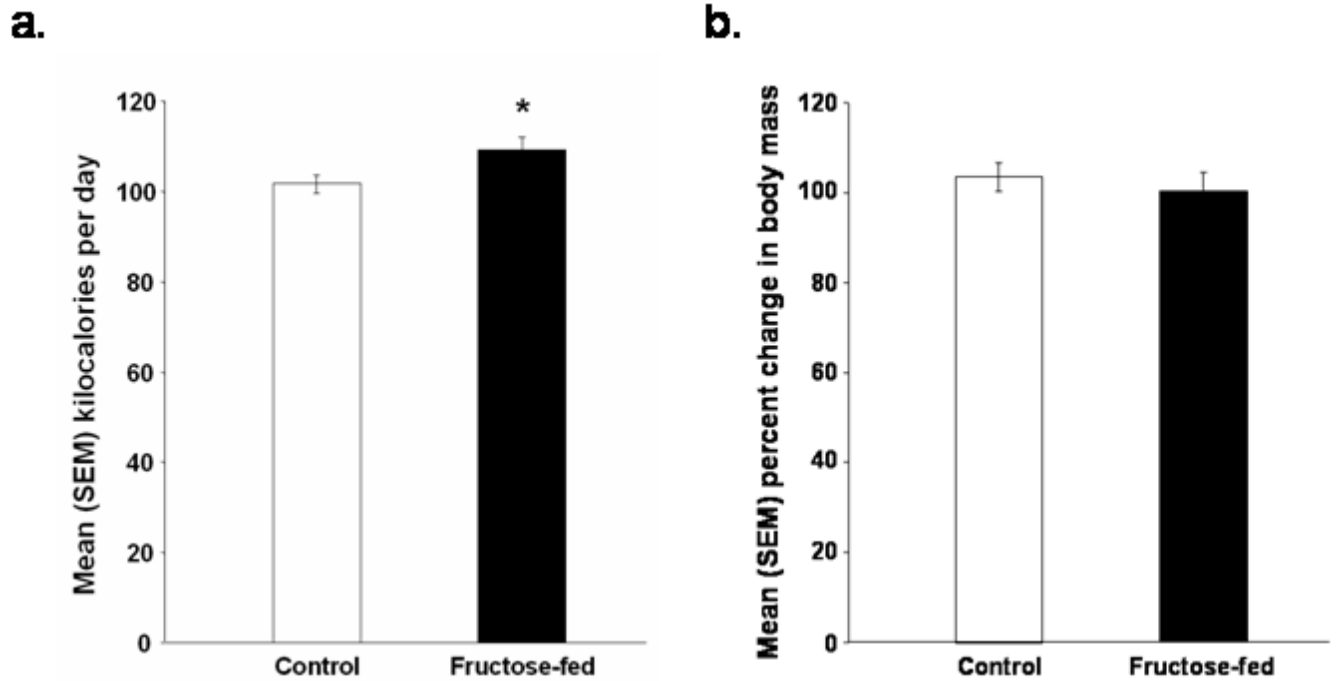 a.
Mean (SEM) kilocalories per day
120
100
80
60
40
20
0
*
Control
Fructose-fed
b.
Mean (SEM) percent change in body mass
120
100
80
60
40
20
0
Control
Fructose-fed